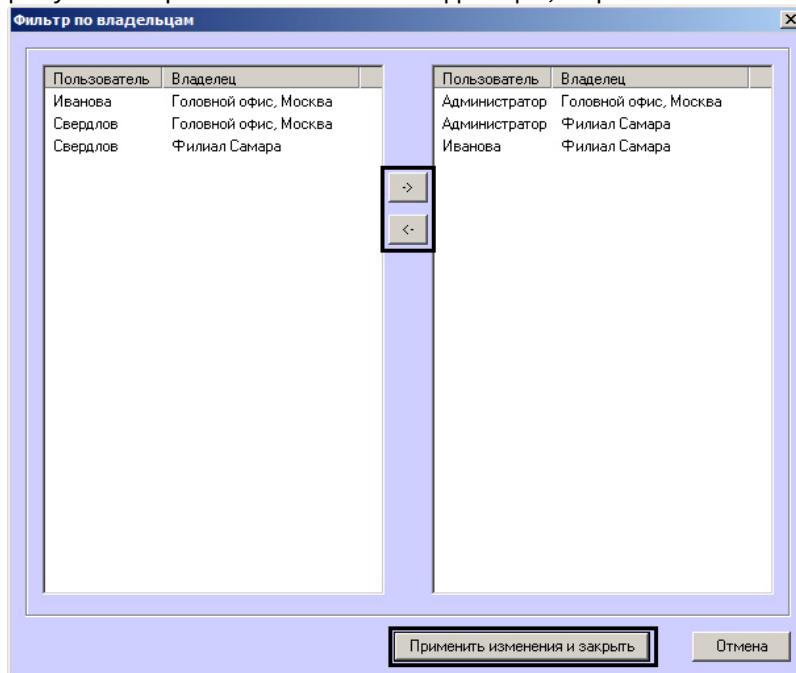 Фильтр по владельцам
Пользователь Владелец
Иванова Головной офис, Москва
Свердлов Головной офис, Москва
Свердлов Филиал Самара
->
<-
Пользователь Владелец
Администратор Головной офис, Москва
Администратор Филиал Самара
Иванова Филиал Самара
Применить изменения и закрыть Отмена